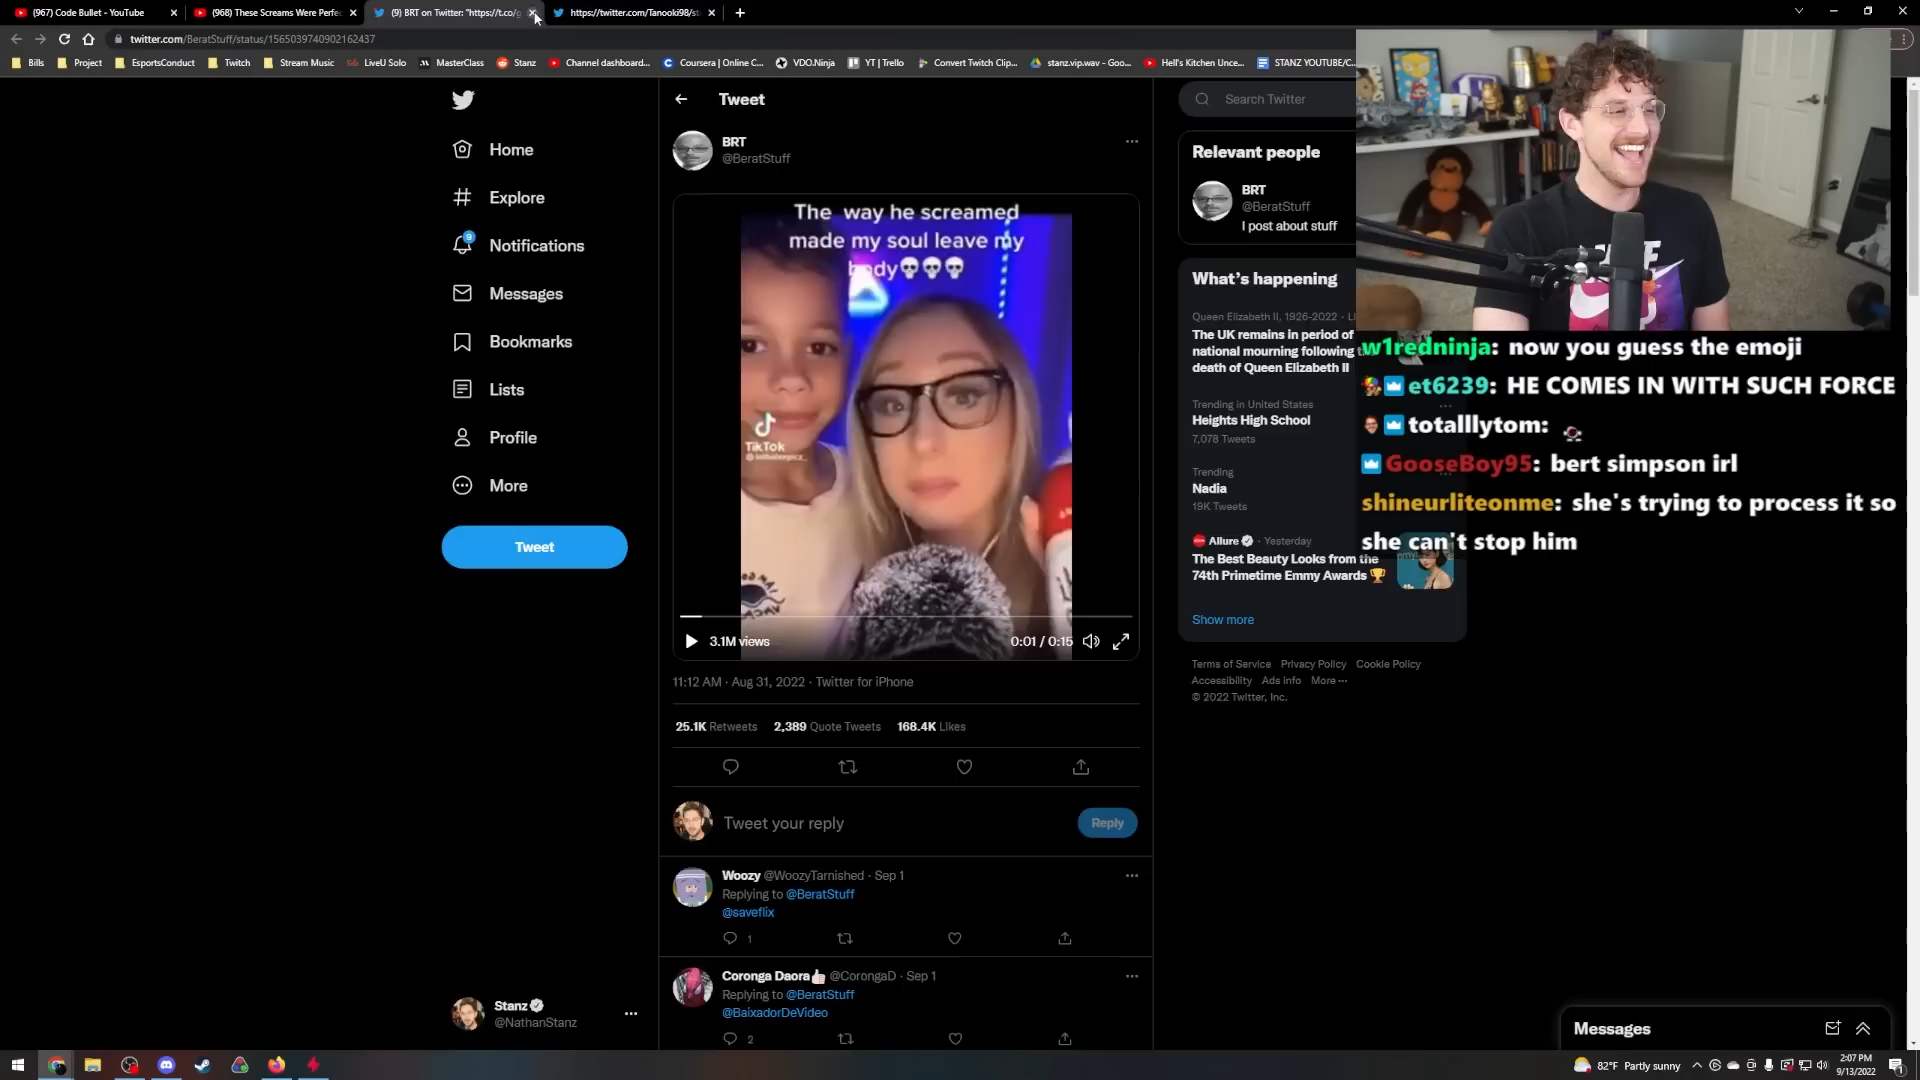 (967) Code Bullet - YouTube
(968) These Screams Were Perfe
(9) BRT on Twitter: "https://t.co/g
https://twitter.com/Tanooki98/st
twitter.com/BeratStuff/status/1565039740902162437
Bills
Project
EsportsConduct
Twitch
Stream Music
LiveU Solo
MasterClass
Stanz
Channel dashboard...
Coursera | Online C...
VDO.Ninja
YT | Trello
Convert Twitch Clip...
stanz.vip.wav - Goo...
Hell's Kitchen Unce...
STANZ YOUTUBE/C...
Home
Explore
9
Notifications
Messages
Bookmarks
Lists
Profile
More
Tweet
Stanz
@NathanStanz
Tweet
BRT
@BeratStuff
The way he screamed
made my soul leave my
body💀💀💀
TikTok
3.1M views
0:01 / 0:15
11:12 AM · Aug 31, 2022 · Twitter for iPhone
25.1K Retweets 2,389 Quote Tweets 168.4K Likes
Tweet your reply
Reply
Woozy @WoozyTarnished · Sep 1
Replying to @BeratStuff
@saveflix
1
Coronga Daora👍🏻 @CorongaD · Sep 1
Replying to @BeratStuff
@BaixadorDeVideo
2
Search Twitter
Relevant people
BRT
@BeratStuff
I post about stuff
What's happening
Queen Elizabeth II, 1926-2022 · L
The UK remains in period of
national mourning following
death of Queen Elizabeth II
Trending in United States
Heights High School
7,078 Tweets
Trending
Nadia
19K Tweets
Allure · Yesterday
The Best Beauty Looks from the
74th Primetime Emmy Awards 🏆
Show more
Terms of Service Privacy Policy Cookie Policy
Accessibility Ads info More ···
© 2022 Twitter, Inc.
w1redninja: now you guess the emoji
et6239: HE COMES IN WITH SUCH FORCE
totalllytom:
GooseBoy95: bert simpson irl
shineurliteonme: she's trying to process it so
she can't stop him
Messages
82°F Partly sunny
2:07 PM
9/13/2022
1